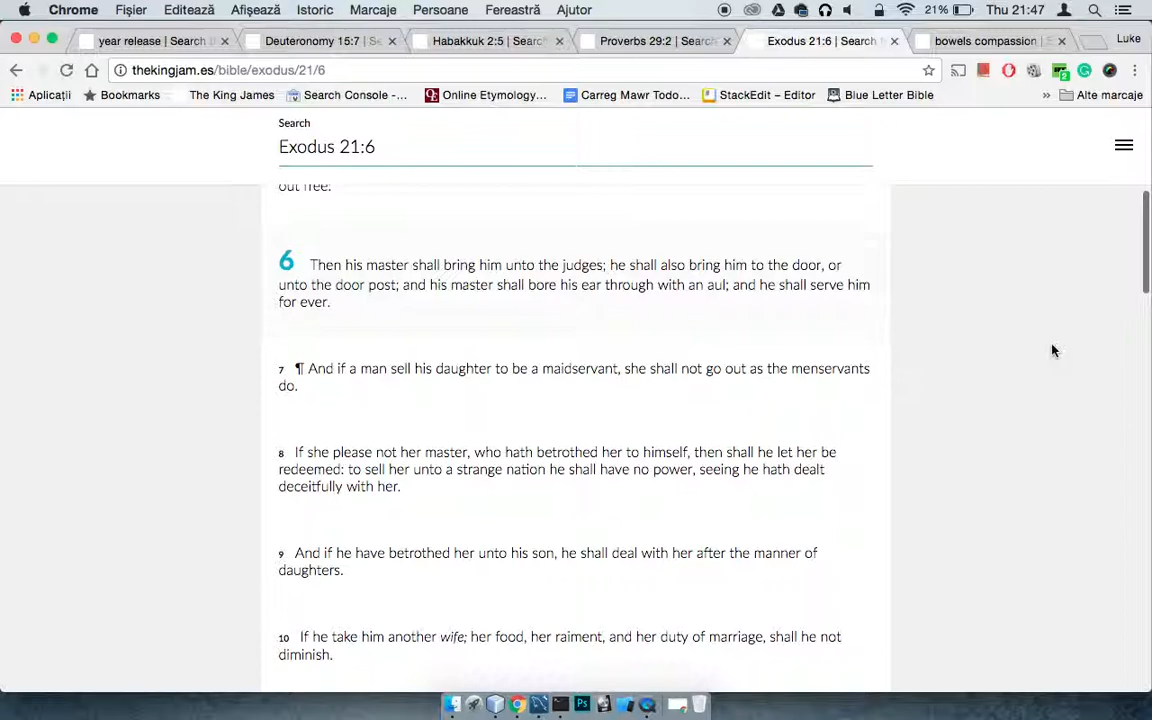 Chrome Fișier Editează Afișează Istoric Marcaje Persoane Fereastră Ajutor 21% Thu 21:47
year release | Search Deuteronomy 15:7 | Se Habakkuk 2:5 | Searc Proverbs 29:2 | Search Exodus 21:6 | Search bowels compassion | Luke
thekingjam.es/bible/exodus/21/6 2
Aplicații Bookmarks The King James Search Console -... Online Etymology... Carreg Mawr Todo... StackEdit – Editor Blue Letter Bible » Alte marcaje
Search
Exodus 21:6
out free:
6 Then his master shall bring him unto the judges; he shall also bring him to the door, or
unto the door post; and his master shall bore his ear through with an aul; and he shall serve him
for ever.
7 ¶ And if a man sell his daughter to be a maidservant, she shall not go out as the menservants
do.
8 If she please not her master, who hath betrothed her to himself, then shall he let her be
redeemed: to sell her unto a strange nation he shall have no power, seeing he hath dealt
deceitfully with her.
9 And if he have betrothed her unto his son, he shall deal with her after the manner of
daughters.
10 If he take him another wife; her food, her raiment, and her duty of marriage, shall he not
diminish.
Ps